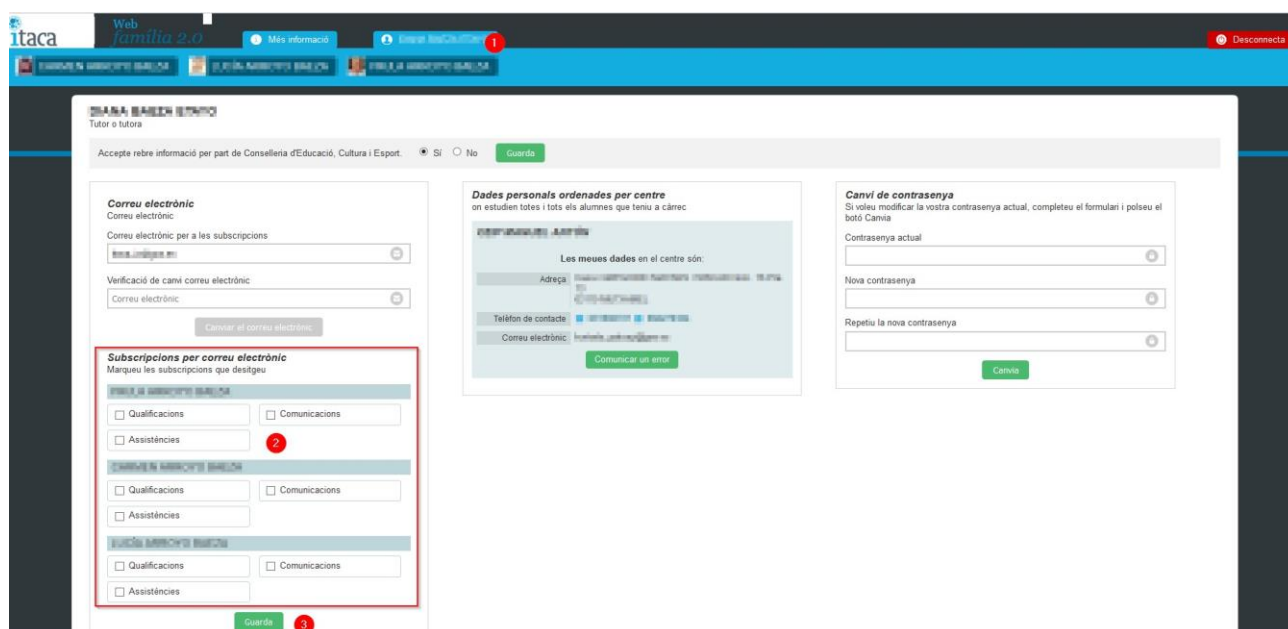 itaca
Web
família 2.0
Més informació
1
Desconnecta
Tutor o tutora
Accepte rebre informació per part de Conselleria d'Educació, Cultura i Esport.
Sí
No
Guarda
Correu electrònic
Correu electrònic
Correu electrònic per a les subscripcions
Verificació de canvi correu electrònic
Correu electrònic
Canviar el correu electrònic
Subscripcions per correu electrònic
Marqueu les subscripcions que desitgeu
Qualificacions
Comunicacions
Assistències
2
Qualificacions
Comunicacions
Assistències
Qualificacions
Comunicacions
Assistències
Guarda
3
Dades personals ordenades per centre
on estudien totes i tots els alumnes que teniu a càrrec
Les meues dades en el centre són:
Adreça
Telèfon de contacte
Correu electrònic
Comunicar un error
Canvi de contrasenya
Si voleu modificar la vostra contrasenya actual, completeu el formulari i polseu el
botó Canvia
Contrasenya actual
Nova contrasenya
Repetiu la nova contrasenya
Canvia